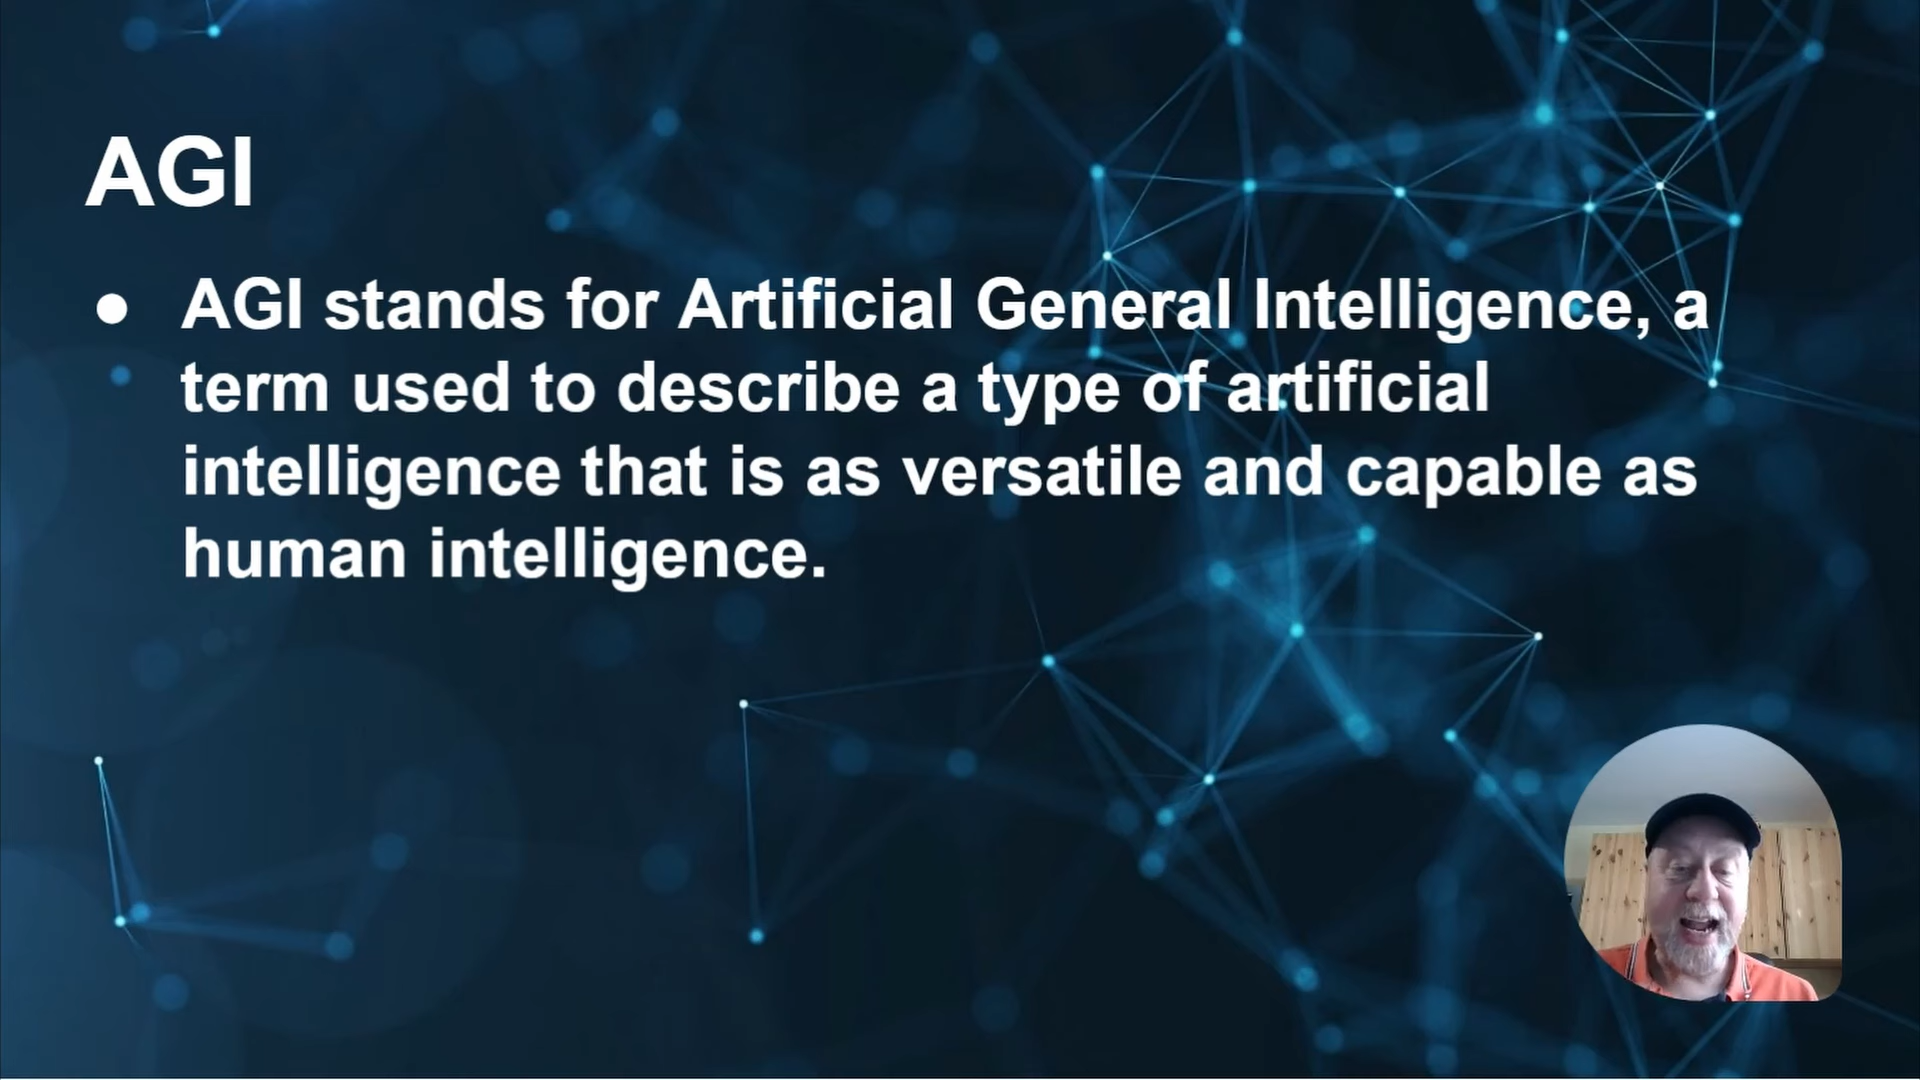 AGI
● AGI stands for Artificial General Intelligence, a
term used to describe a type of artificial
intelligence that is as versatile and capable as
human intelligence.